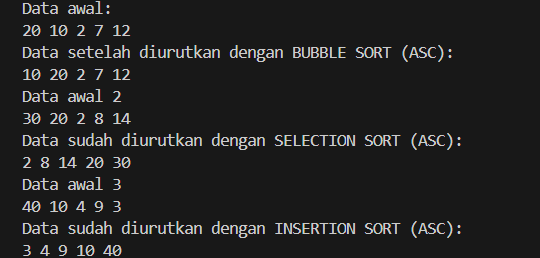 Data awal:
20 10 2 7 12
Data setelah diurutkan dengan BUBBLE SORT (ASC):
10 20 2 7 12
Data awal 2
30 20 2 8 14
Data sudah diurutkan dengan SELECTION SORT (ASC):
2 8 14 20 30
Data awal 3
40 10 4 9 3
Data sudah diurutkan dengan INSERTION SORT (ASC):
3 4 9 10 40